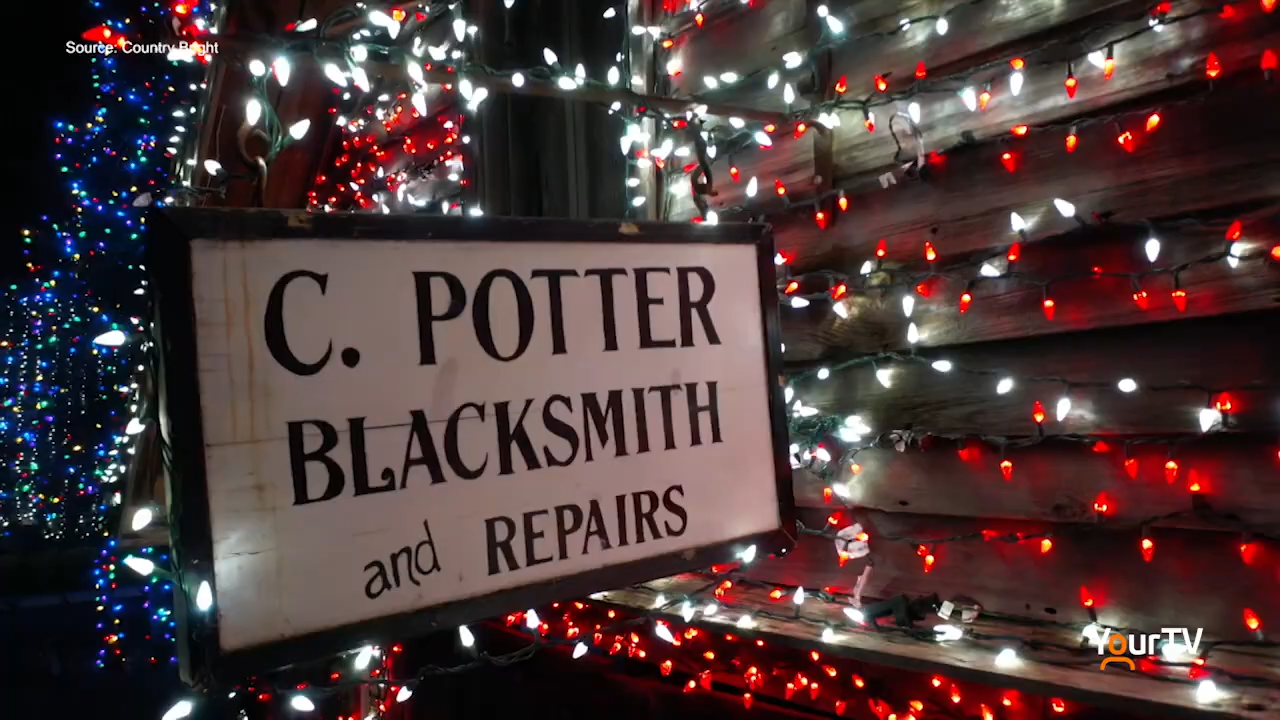 Source: Country Bright
C. POTTER
BLACKSMITH
and REPAIRS
YourTV